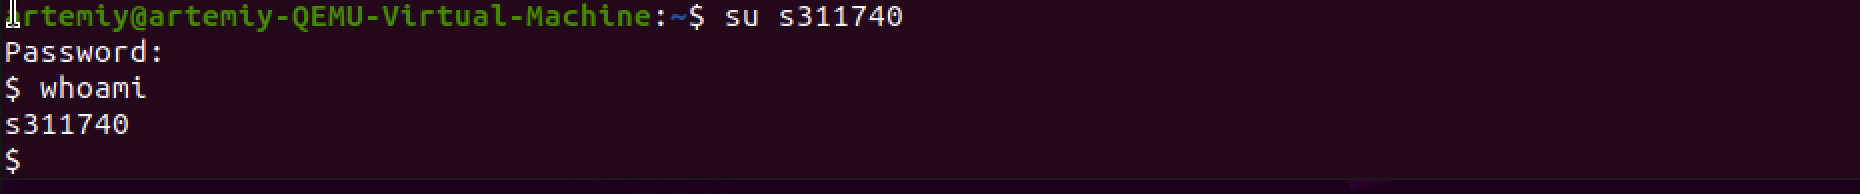 artemiy@artemiy-QEMU-Virtual-Machine:~$ su s311740
Password:
$ whoami
s311740
$